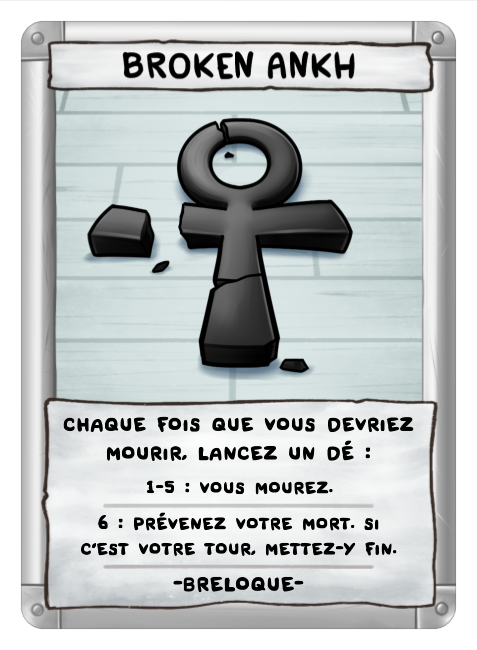 BROKEN ANKH
CHAQUE FOIS QUE VOUS DEVRIEZ
MOURIR, LANCEZ UN DÉ :
1-5 : VOUS MOUREZ.
6 : PRÉVENEZ VOTRE MORT. SI
C'EST VOTRE TOUR, METTEZ-Y FIN.
-BRELOQUE-